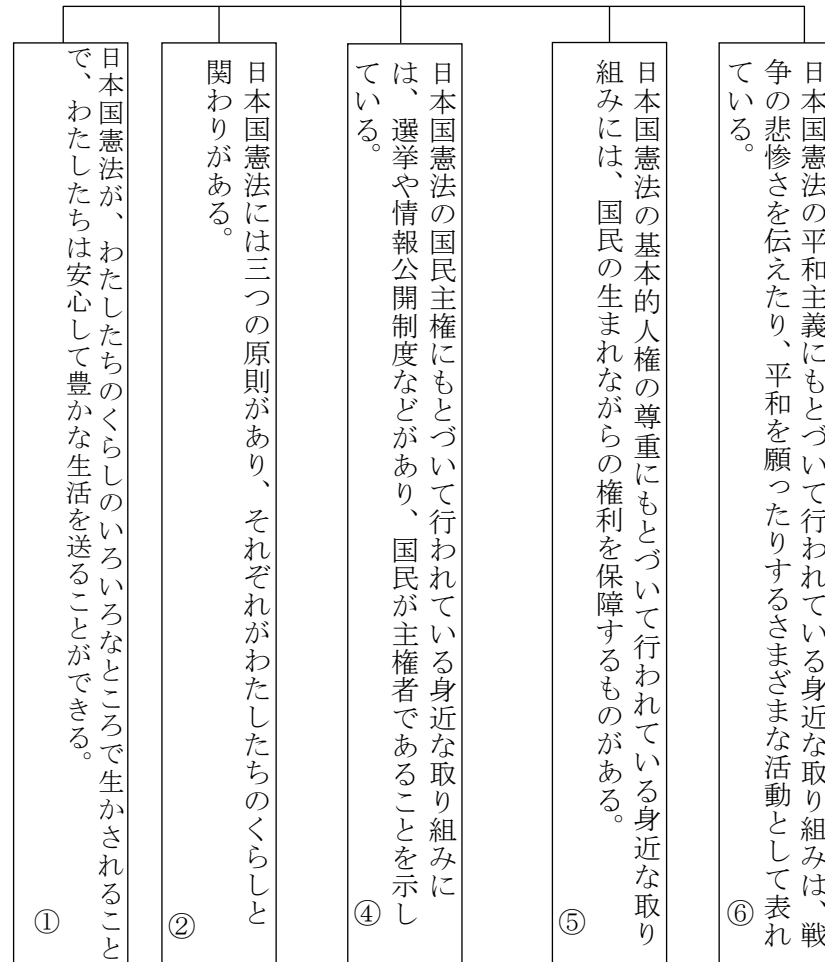 日本国憲法の平和主義にもとづいて行われている身近な取り組みは、戦
争の悲惨さを伝えたり、平和を願ったりするさまざまな活動として表れ
ている。
⑥
日本国憲法の基本的人権の尊重にもとづいて行われている身近な取り
組みには、国民の生まれながらの権利を保障するものがある。
⑤
日本国憲法の国民主権にもとづいて行われている身近な取り組みに
は、選挙や情報公開制度などがあり、国民が主権者であることを示し
ている。
④
日本国憲法には三つの原則があり、それぞれがわたしたちのくらしと
関わりがある。
②
日本国憲法が、わたしたちのくらしのいろいろなところで生かされること
で、わたしたちは安心して豊かな生活を送ることができる。
①